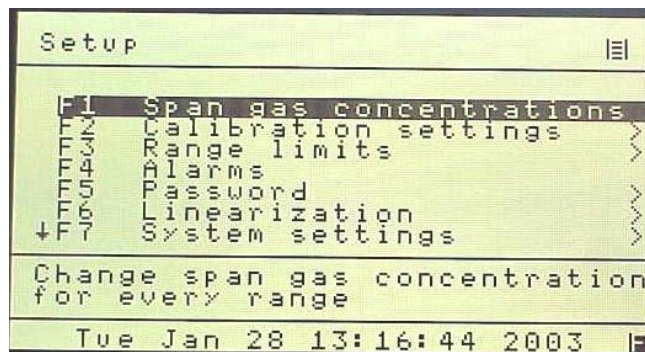 Setup
F1 Span gas concentrations
F2 Calibration settings >
F3 Range limits >
F4 Alarms
F5 Password >
F6 Linearization >
↓F7 System settings >
Change span gas concentration
for every range
Tue Jan 28 13:16:44 2003